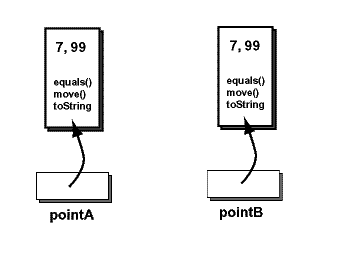 7, 99
equals()
move()
toString
pointA
7, 99
equals()
move()
toString
pointB